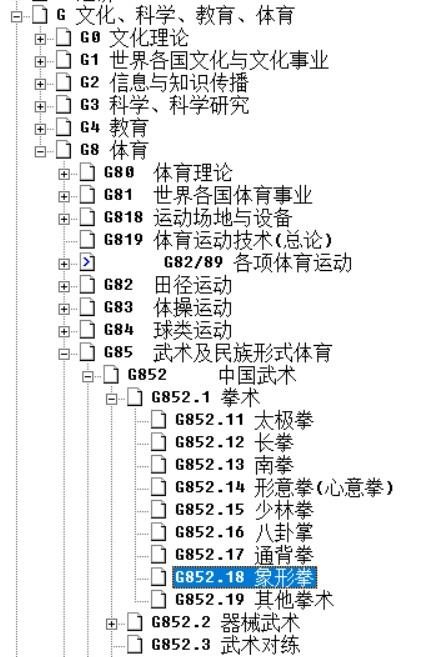 G 文化、科学、教育、体育
G0 文化理论
G1 世界各国文化与文化事业
G2 信息与知识传播
G3 科学、科学研究
G4 教育
G8 体育
G80 体育理论
G81 世界各国体育事业
G818 运动场地与设备
G819 体育运动技术(总论)
G82/89 各项体育运动
G82 田径运动
G83 体操运动
G84 球类运动
G85 武术及民族形式体育
G852 中国武术
G852.1 拳术
G852.11 太极拳
G852.12 长拳
G852.13 南拳
G852.14 形意拳(心意拳)
G852.15 少林拳
G852.16 八卦掌
G852.17 通背拳
G852.18 象形拳
G852.19 其他拳术
G852.2 器械武术
G852.3 武术对练